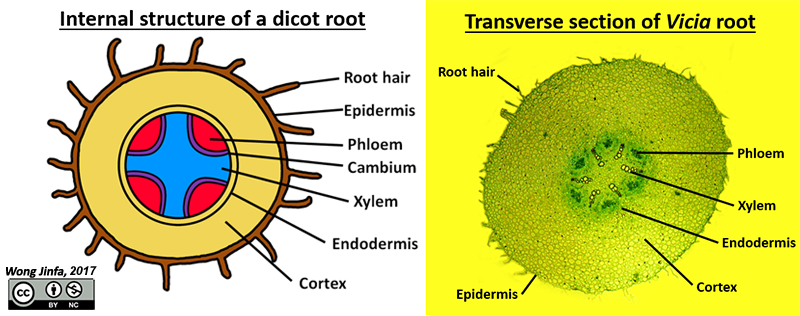 Internal structure of a dicot root
Root hair
Epidermis
Phloem
Cambium
Xylem
Endodermis
Cortex
Wong Jinfa, 2017
cc
BY NC
Transverse section of Vicia root
Root hair
Phloem
Xylem
Endodermis
Cortex
Epidermis